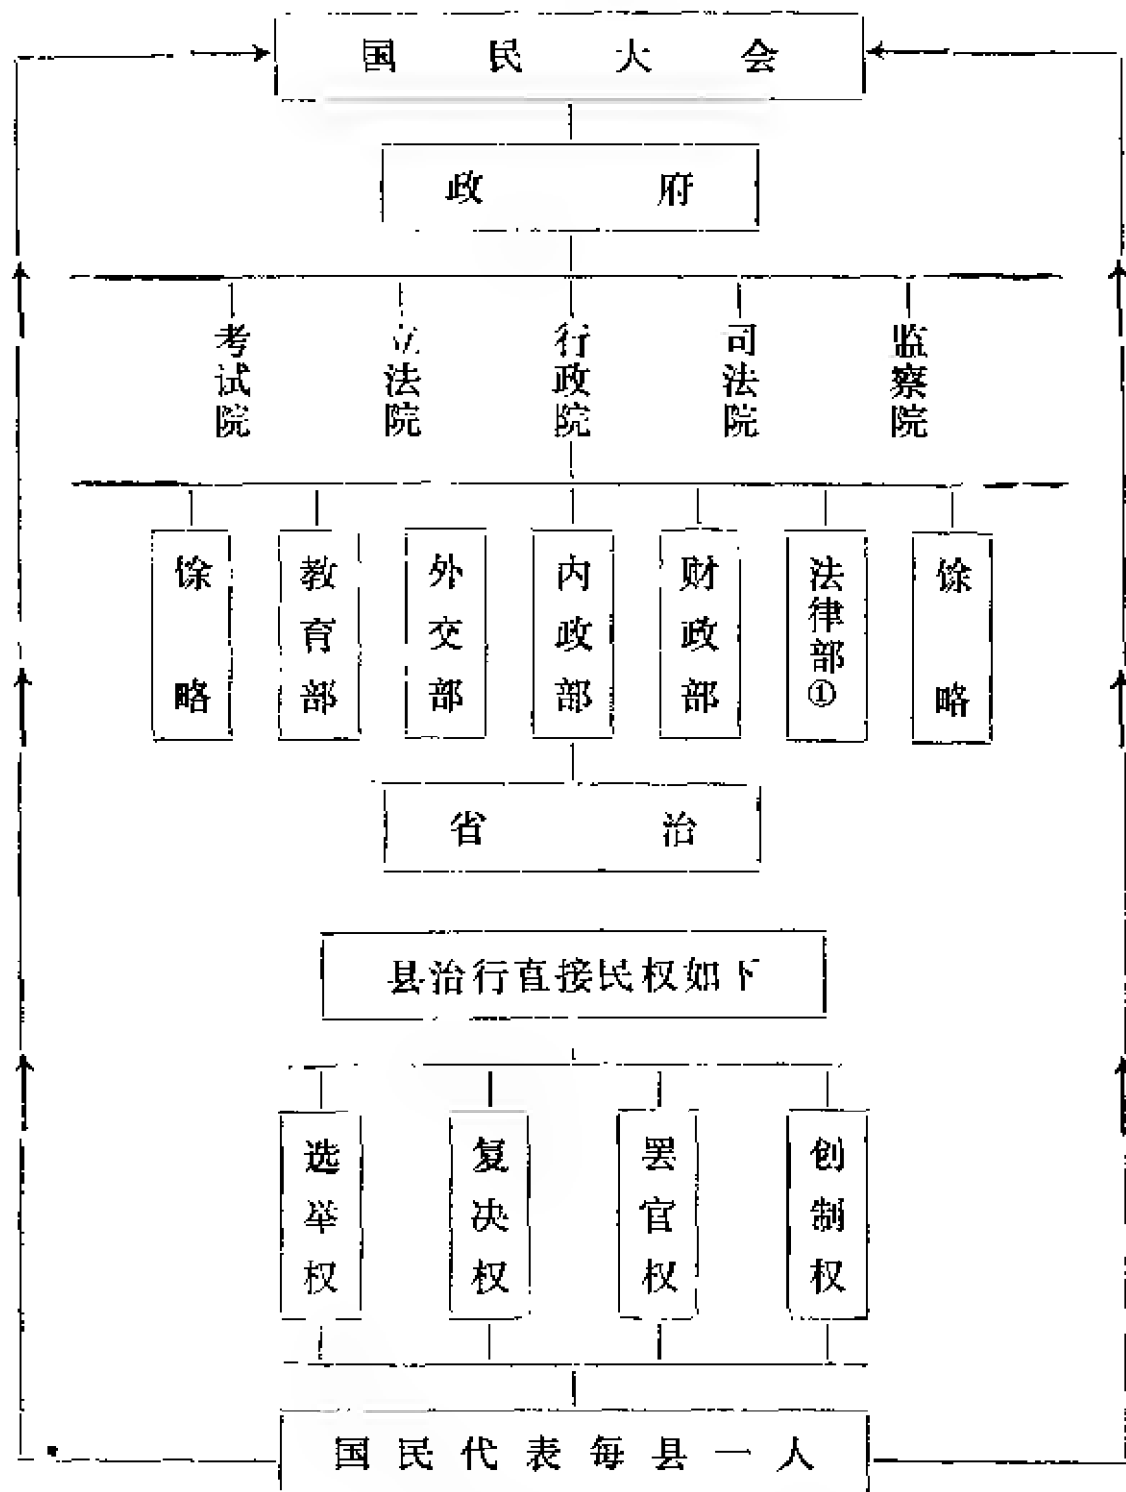 国民大会
政府
考试院
立法院
行政院
司法院
监察院
馀略
教育部
外交部
内政部
财政部
法律部①
馀略
省治
县治行直接民权如下
选举权
复决权
罢官权
创制权
国民代表每县一人